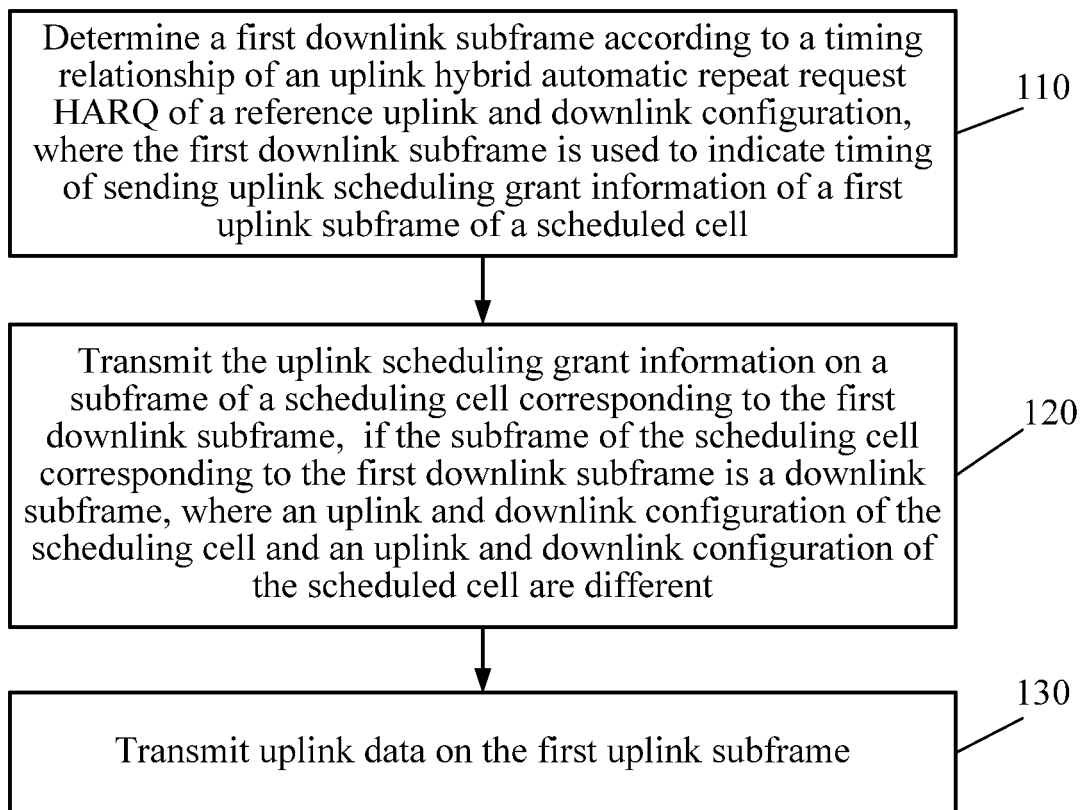 Determine a first downlink subframe according to a timing
relationship of an uplink hybrid automatic repeat request
HARQ of a reference uplink and downlink configuration,
where the first downlink subframe is used to indicate timing
of sending uplink scheduling grant information of a first
uplink subframe of a scheduled cell
110
Transmit the uplink scheduling grant information on a
subframe of a scheduling cell corresponding to the first
downlink subframe, if the subframe of the scheduling cell
corresponding to the first downlink subframe is a downlink
subframe, where an uplink and downlink configuration of the
scheduling cell and an uplink and downlink configuration of
the scheduled cell are different
120
Transmit uplink data on the first uplink subframe
130